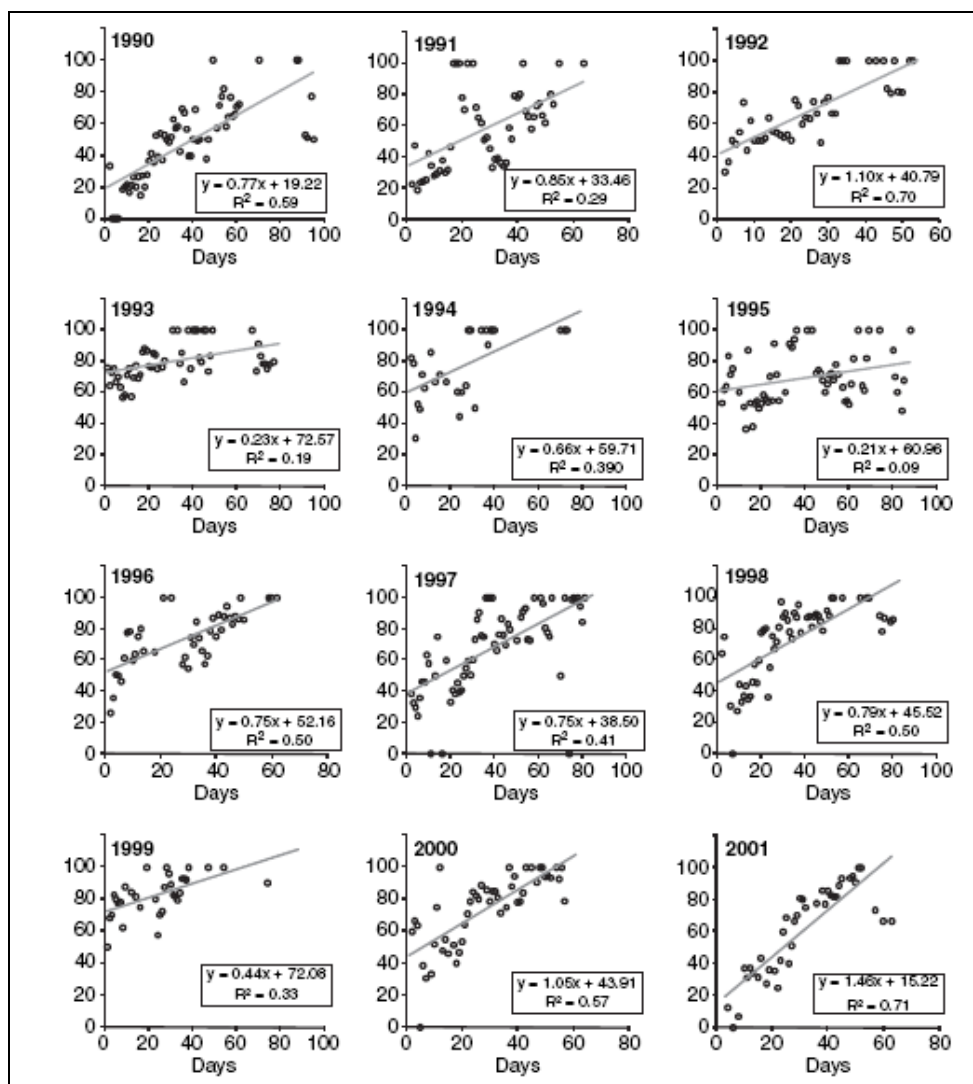 1990
100
80
60
40
20
0
y = 0.77x + 19.22
R² = 0.59
0 20 40 60 80 100
Days
1991
100
80
60
40
20
0
y = 0.85x + 33.46
R² = 0.29
0 20 40 60 80
Days
1992
100
80
60
40
20
0
y = 1.10x + 40.79
R² = 0.70
0 10 20 30 40 50 60
Days
1993
100
80
60
40
20
0
y = 0.23x + 72.57
R² = 0.19
0 20 40 60 80 100
Days
1994
100
80
60
40
20
0
y = 0.66x + 59.71
R² = 0.390
0 20 40 60 80 100
Days
1995
100
80
60
40
20
0
y = 0.21x + 60.96
R² = 0.09
0 20 40 60 80 100
Days
1996
100
80
60
40
20
0
y = 0.75x + 52.16
R² = 0.50
0 20 40 60 80
Days
1997
100
80
60
40
20
0
y = 0.75x + 38.50
R² = 0.41
0 20 40 60 80 100
Days
1998
100
80
60
40
20
0
y = 0.79x + 45.52
R² = 0.50
0 20 40 60 80 100
Days
1999
100
80
60
40
20
0
y = 0.44x + 72.08
R² = 0.33
0 20 40 60 80 100
Days
2000
100
80
60
40
20
0
y = 1.05x + 43.91
R² = 0.57
0 20 40 60 80
Days
2001
100
80
60
40
20
0
y = 1.46x + 15.22
R² = 0.71
0 20 40 60 80
Days